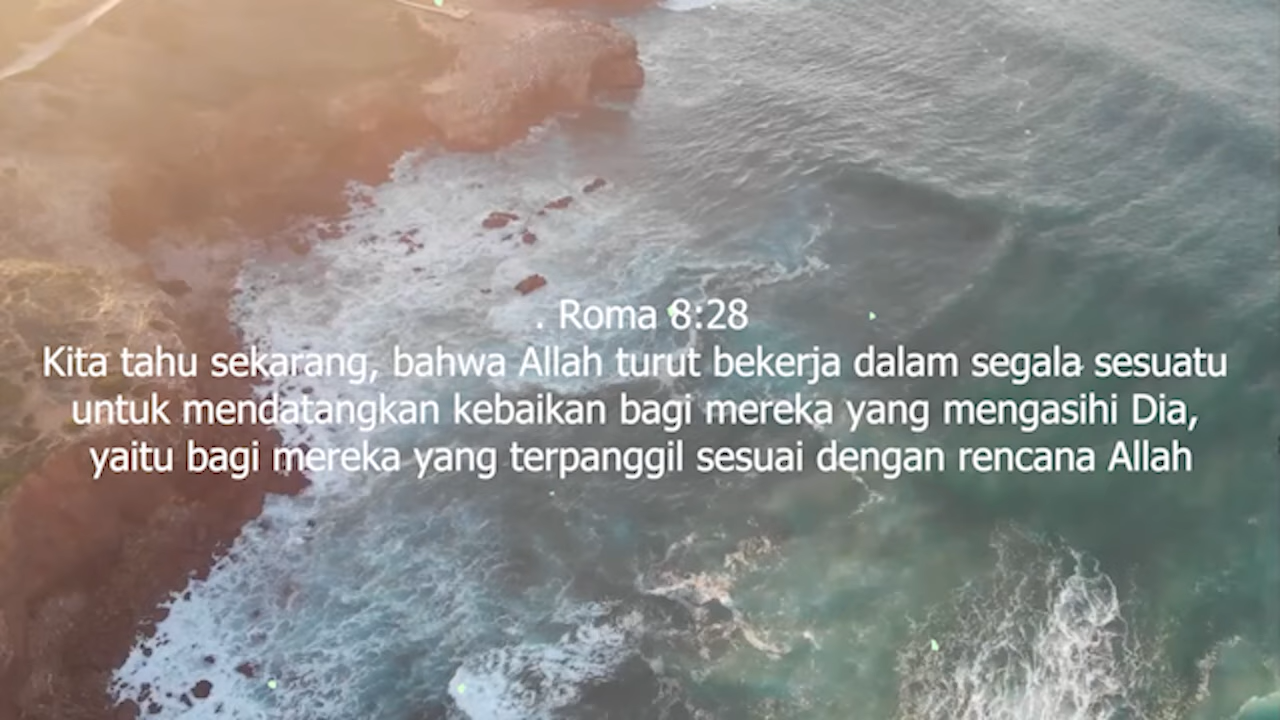 . Roma 8:28
Kita tahu sekarang, bahwa Allah turut bekerja dalam segala sesuatu
untuk mendatangkan kebaikan bagi mereka yang mengasihi Dia,
yaitu bagi mereka yang terpanggil sesuai dengan rencana Allah